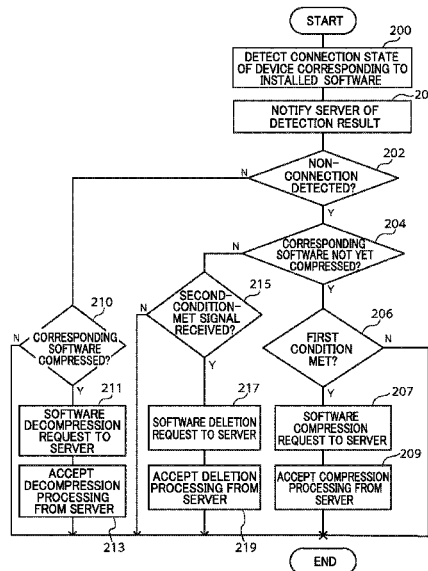 START
200
DETECT CONNECTION STATE
OF DEVICE CORRESPONDING TO
INSTALLED SOFTWARE
20
NOTIFY SERVER OF
DETECTION RESULT
202
NON-
CONNECTION
DETECTED?
N
Y
204
CORRESPONDING
SOFTWARE NOT YET
COMPRESSED?
N
Y
210
CORRESPONDING
SOFTWARE
COMPRESSED?
N
Y
215
SECOND-
CONDITION-
MET SIGNAL
RECEIVED?
N
Y
206
FIRST
CONDITION
MET?
N
Y
211
SOFTWARE
DECOMPRESSION
REQUEST TO
SERVER
217
SOFTWARE DELETION
REQUEST TO SERVER
207
SOFTWARE
COMPRESSION
REQUEST TO SERVER
ACCEPT
DECOMPRESSION
PROCESSING
FROM SERVER
213
ACCEPT DELETION
PROCESSING FROM
SERVER
219
209
ACCEPT COMPRESSION
PROCESSING FROM
SERVER
END